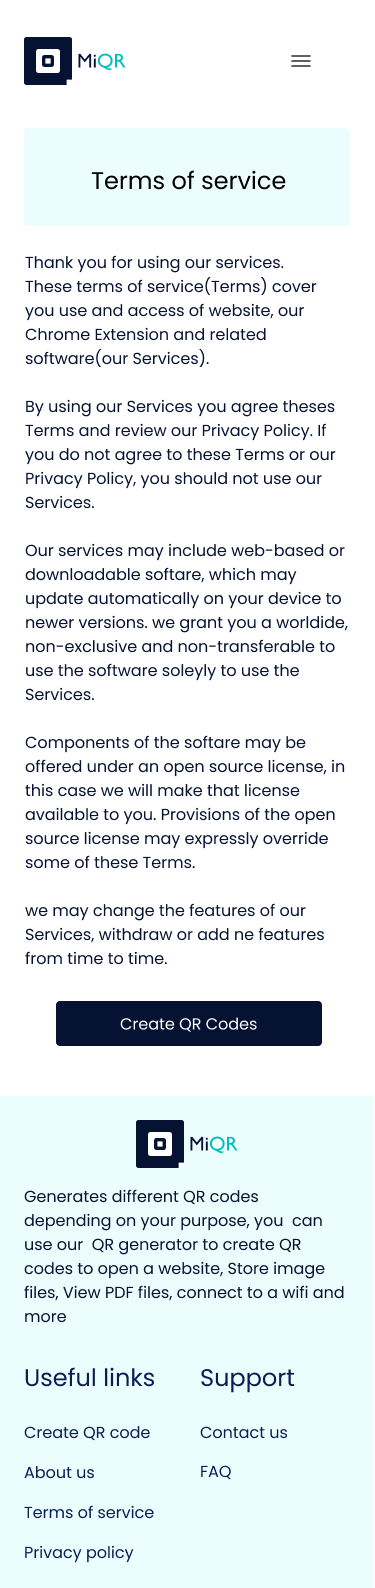 MiQR
Terms of service
Thank you for using our services.
These terms of service(Terms) cover
you use and access of website, our
Chrome Extension and related
software(our Services).
By using our Services you agree theses
Terms and review our Privacy Policy. If
you do not agree to these Terms or our
Privacy Policy, you should not use our
Services.
Our services may include web-based or
downloadable softare, which may
update automatically on your device to
newer versions. we grant you a worldide,
non-exclusive and non-transferable to
use the software soleyly to use the
Services.
Components of the softare may be
offered under an open source license, in
this case we will make that license
available to you. Provisions of the open
source license may expressly override
some of these Terms.
we may change the features of our
Services, withdraw or add ne features
from time to time.
Create QR Codes
MiQR
Generates different QR codes
depending on your purpose, you  can
use our  QR generator to create QR
codes to open a website, Store image
files, View PDF files, connect to a wifi and
more
Useful links
Create QR code
About us
Terms of service
Privacy policy
Support
Contact us
FAQ